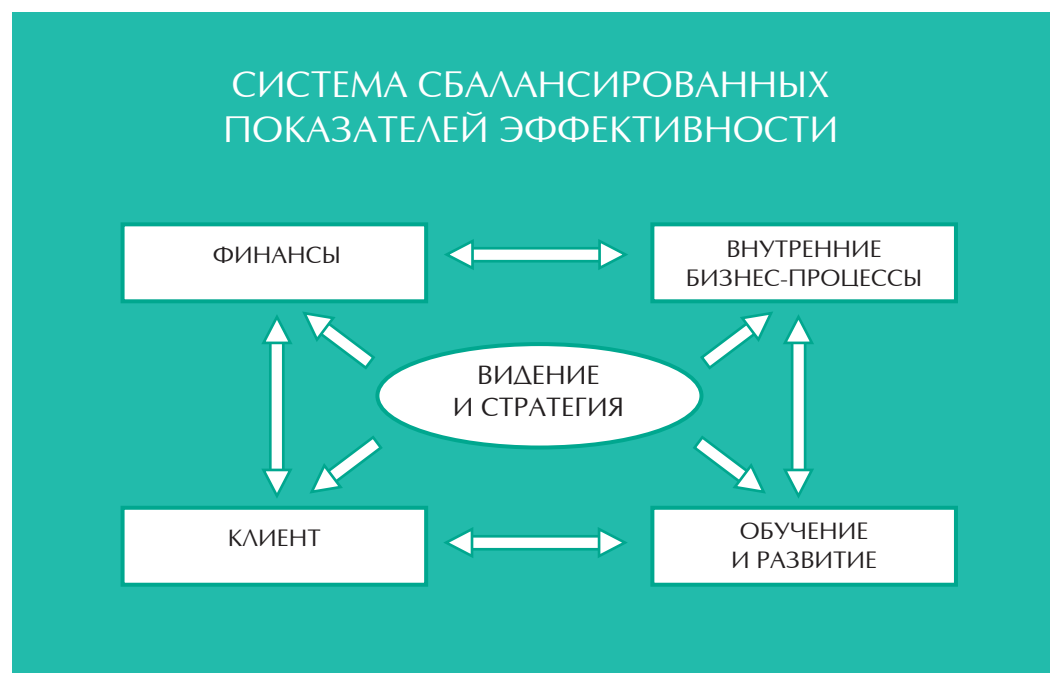 СИСТЕМА СБАЛАНСИРОВАННЫХ
ПОКАЗАТЕЛЕЙ ЭФФЕКТИВНОСТИ
ФИНАНСЫ
ВНУТРЕННИЕ
БИЗНЕС-ПРОЦЕССЫ
ВИДЕНИЕ
И СТРАТЕГИЯ
КЛИЕНТ
ОБУЧЕНИЕ
И РАЗВИТИЕ